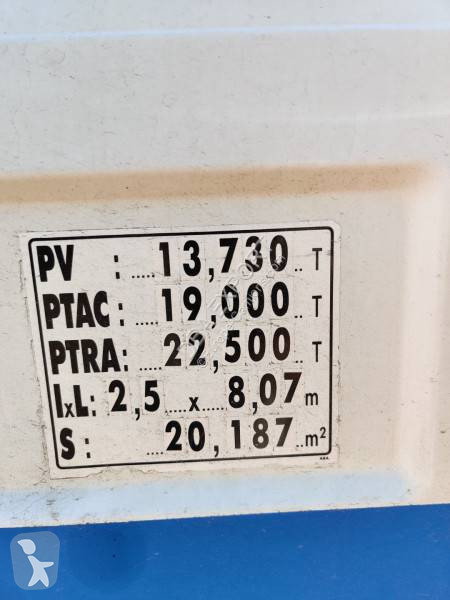 PV : .....13,730.. T
PTAC : .....19,000.. T
PTRA: .....22,500.. T
lxL: 2,5 ....x..... 8,07 m
S : ....20,187..m²